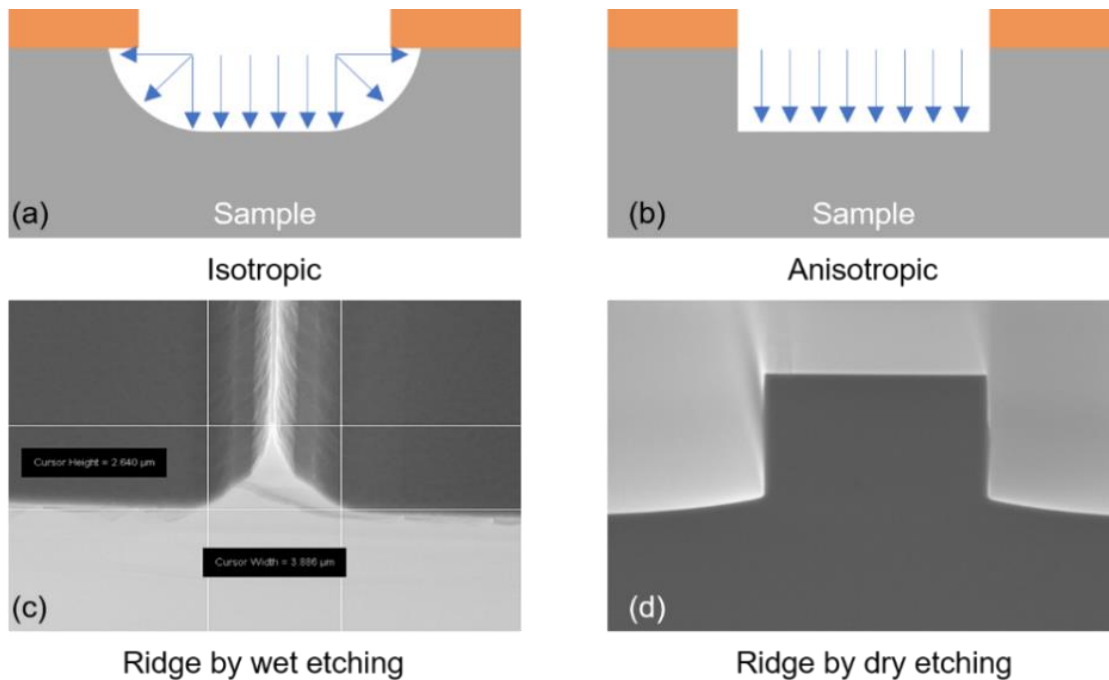 (a)
Sample
(b)
Sample
Isotropic
Anisotropic
Cursor Height = 2.640 µm
Cursor Width = 3.886 µm
(c)
(d)
Ridge by wet etching
Ridge by dry etching